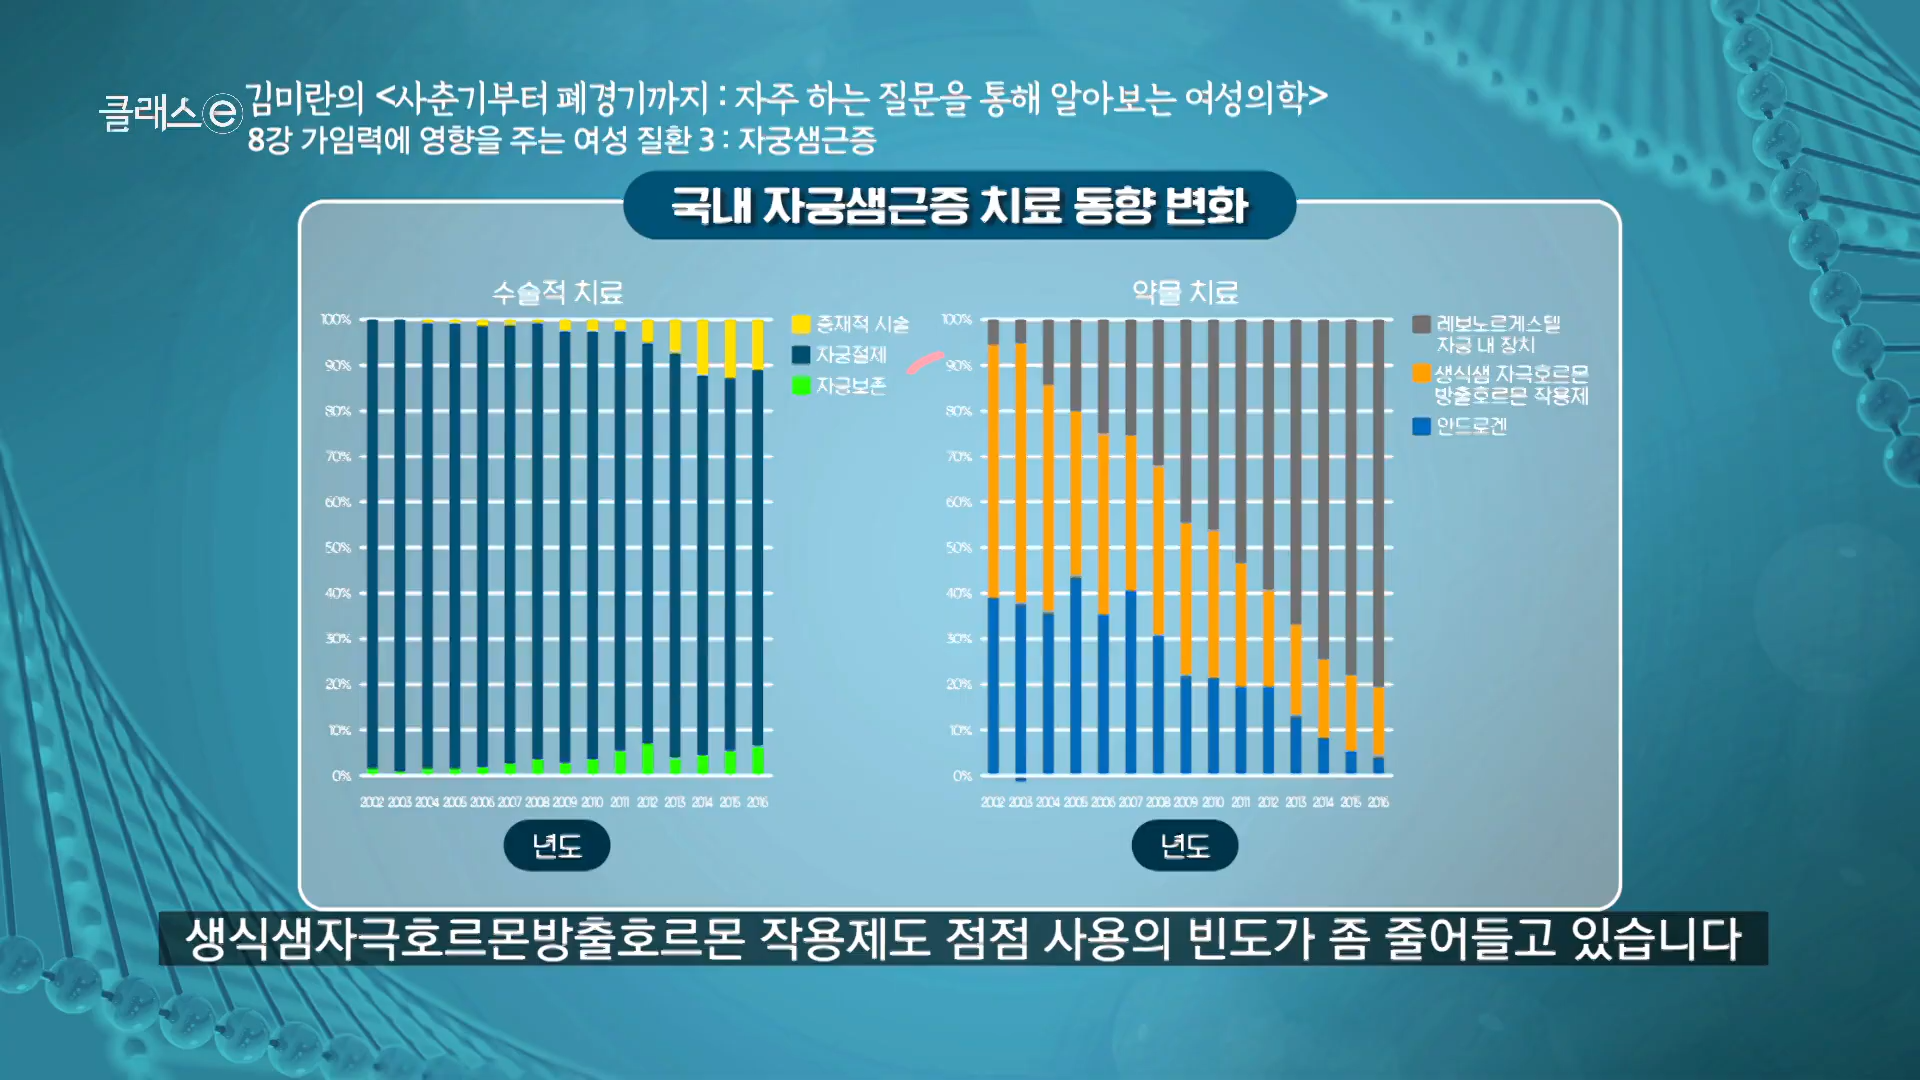 클래스e
김미란의 <사춘기부터 폐경기까지 : 자주 하는 질문을 통해 알아보는 여성의학>
8강 가임력에 영향을 주는 여성 질환 3 : 자궁샘근증
국내 자궁샘근증 치료 동향 변화
수술적 치료
100%
90%
80%
70%
60%
50%
40%
30%
20%
10%
0%
2002 2003 2004 2005 2006 2007 2008 2009 2010 2011 2012 2013 2014 2015 2016
년도
중재적 시술
자궁절제
자궁보존
약물 치료
100%
90%
80%
70%
60%
50%
40%
30%
20%
10%
0%
2002 2003 2004 2005 2006 2007 2008 2009 2010 2011 2012 2013 2014 2015 2016
년도
레보노르게스텔
자궁 내 장치
생식샘 자극호르몬
방출호르몬 작용제
안드로겐
생식샘자극호르몬방출호르몬 작용제도 점점 사용의 빈도가 좀 줄어들고 있습니다